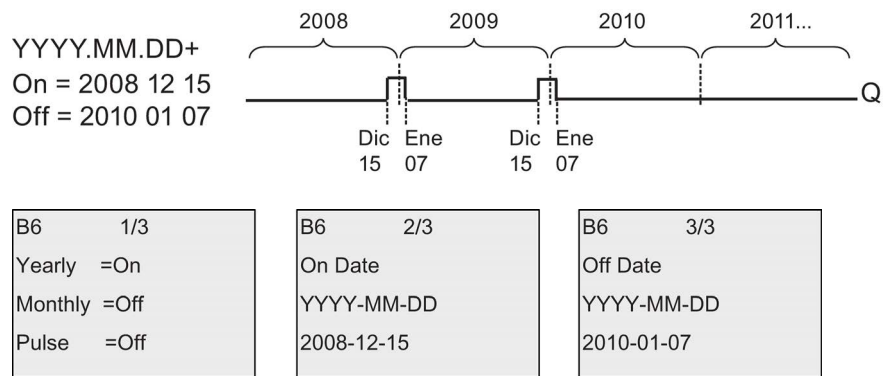 YYYY.MM.DD+
On = 2008 12 15
Off = 2010 01 07
2008 2009 2010 2011...
Q
Dic Ene Dic Ene
15 07 15 07
B6 1/3
Yearly =On
Monthly =Off
Pulse =Off
B6 2/3
On Date
YYYY-MM-DD
2008-12-15
B6 3/3
Off Date
YYYY-MM-DD
2010-01-07